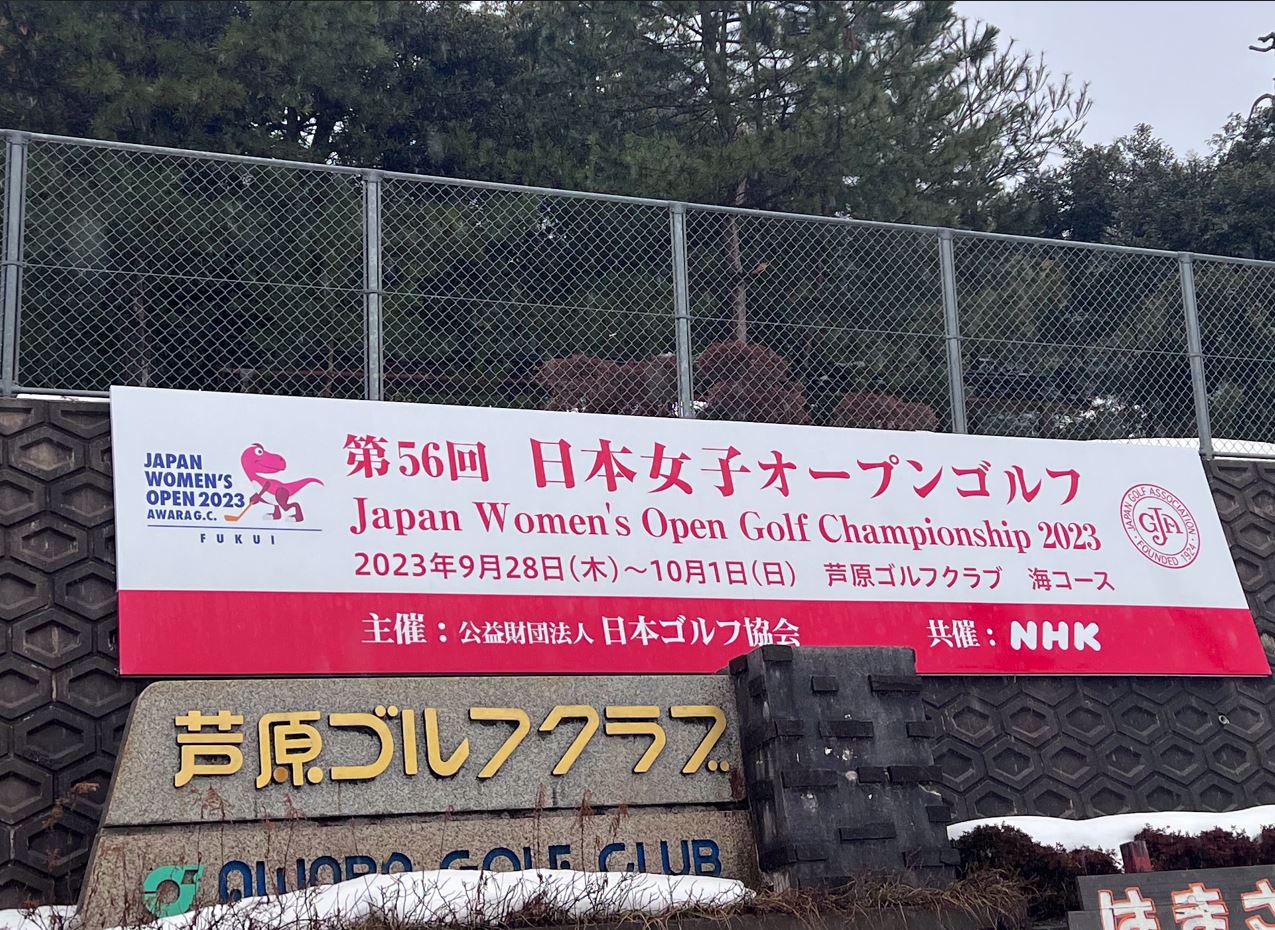 JAPAN
WOMEN'S
OPEN 2023
AWARA G.C.
FUKUI
第56回 日本女子オープンゴルフ
Japan Women's Open Golf Championship 2023
2023年9月28日(木)～10月1日(日) 芦原ゴルフクラブ 海コース
JAPAN GOLF ASSOCIATION
JGA
FOUNDED 1924
主催：公益財団法人 日本ゴルフ協会 共催：NHK
芦原ゴルフクラブ
AWARA GOLF CLUB
はまさ